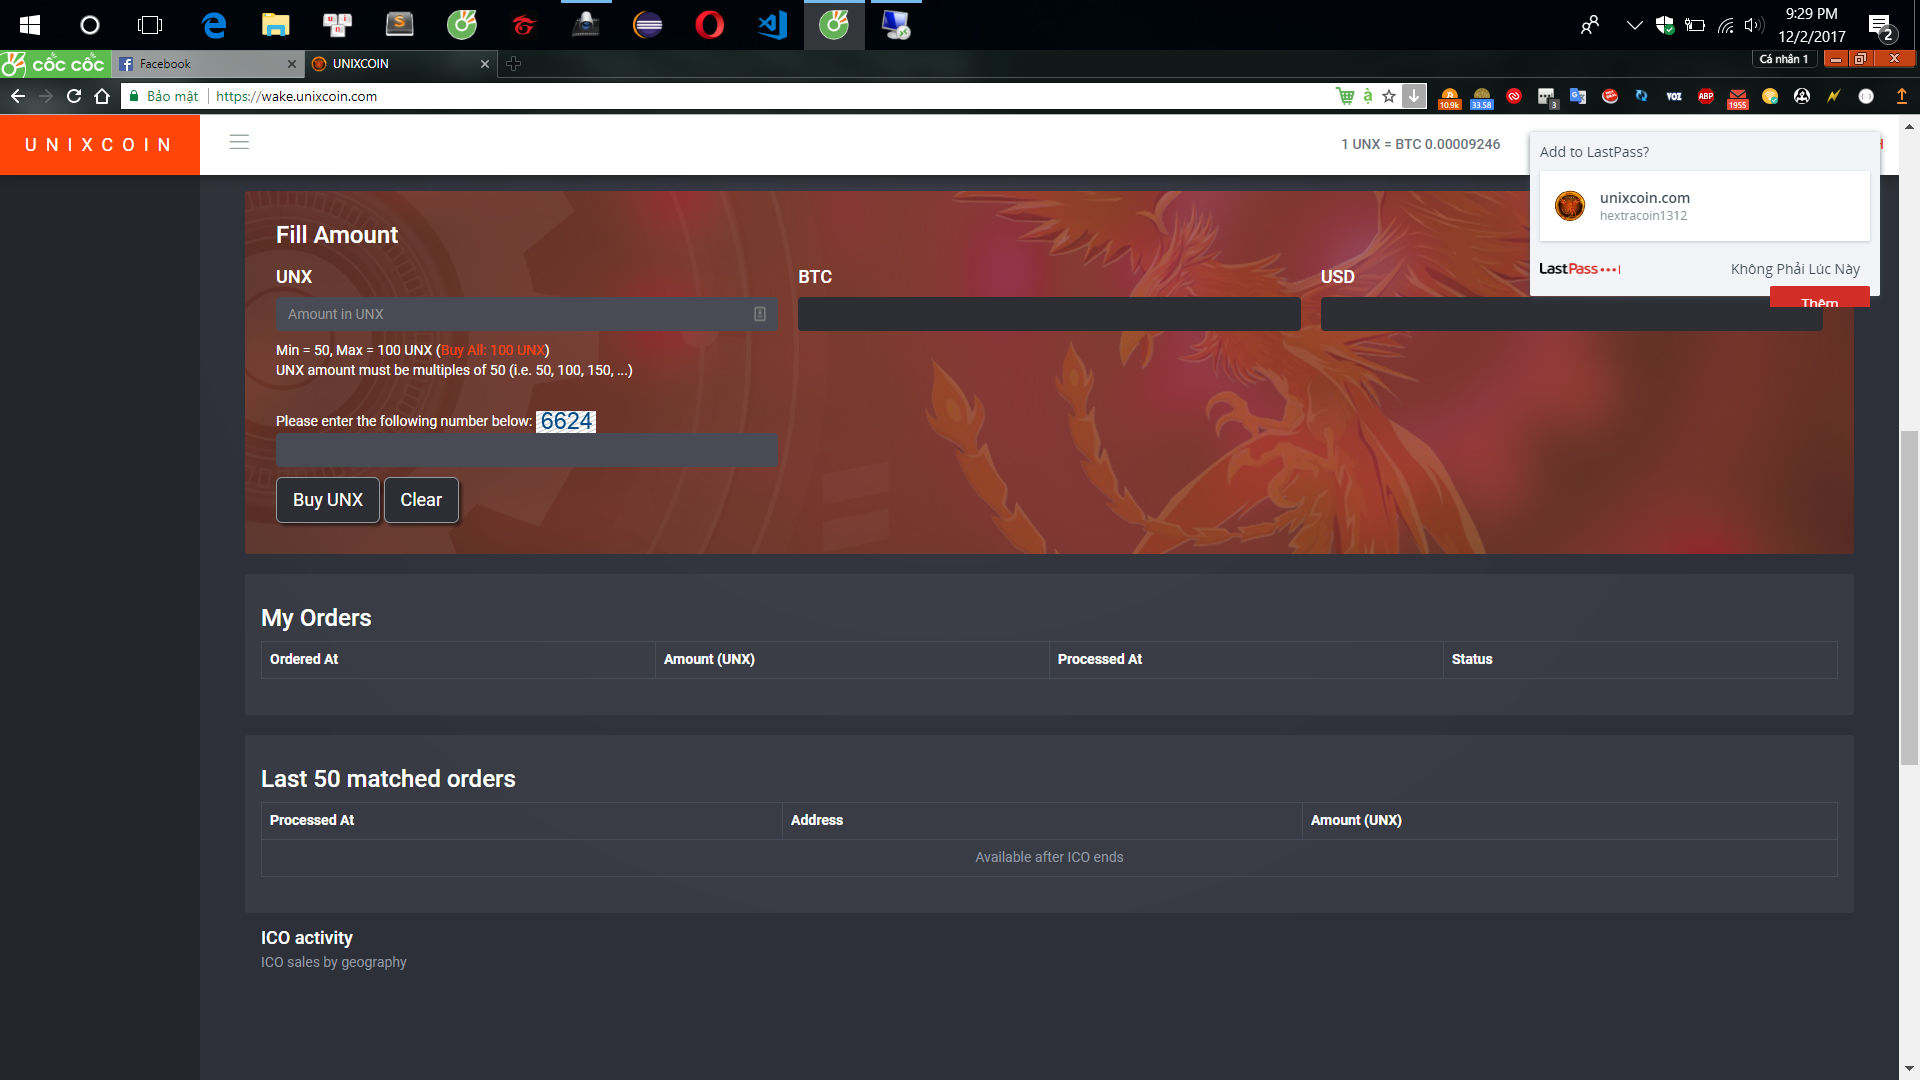 9:29 PM
12/2/2017
2
cốc cốc
Facebook
UNIXCOIN
Cá nhân 1
Bảo mật
https://wake.unixcoin.com
10.9k
33.58
3
VOZ
ABP
1955
UNIXCOIN
1 UNX = BTC 0.00009246
Add to LastPass?
unixcoin.com
hextracoin1312
LastPass
Không Phải Lúc Này
Thêm
Fill Amount
UNX
BTC
USD
Amount in UNX
Min = 50, Max = 100 UNX (Buy All: 100 UNX)
UNX amount must be multiples of 50 (i.e. 50, 100, 150, ...)
Please enter the following number below: 6624
Buy UNX
Clear
My Orders
Ordered At
Amount (UNX)
Processed At
Status
Last 50 matched orders
Processed At
Address
Amount (UNX)
Available after ICO ends
ICO activity
ICO sales by geography